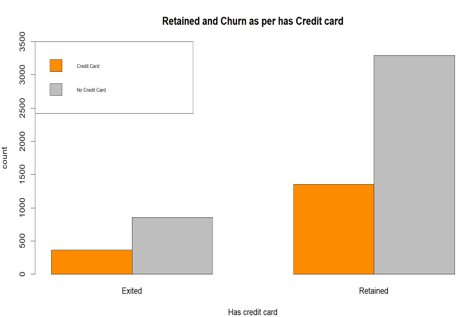 Retained and Churn as per has Credit card
3500
3000
2500
2000
1500
1000
500
0
count
Credit Card
No Credit Card
Exited
Retained
Has credit card